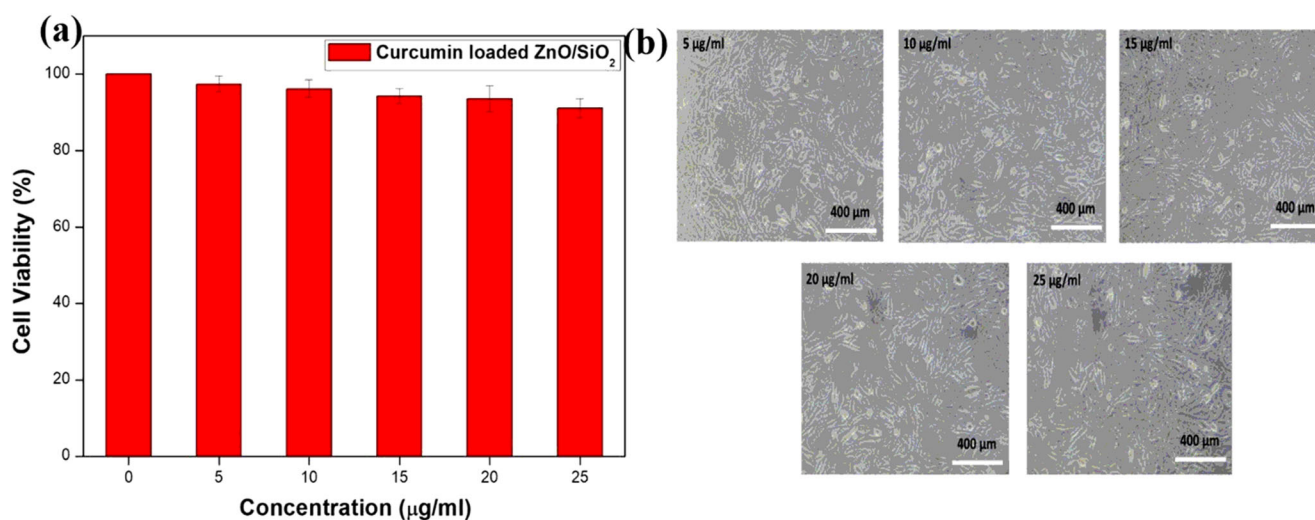 (a)
Curcumin loaded ZnO/SiO₂
100
80
60
40
20
0
Cell Viability (%)
0 5 10 15 20 25
Concentration (μg/ml)
(b)
5 μg/ml
400 μm
10 μg/ml
400 μm
15 μg/ml
400 μm
20 μg/ml
400 μm
25 μg/ml
400 μm